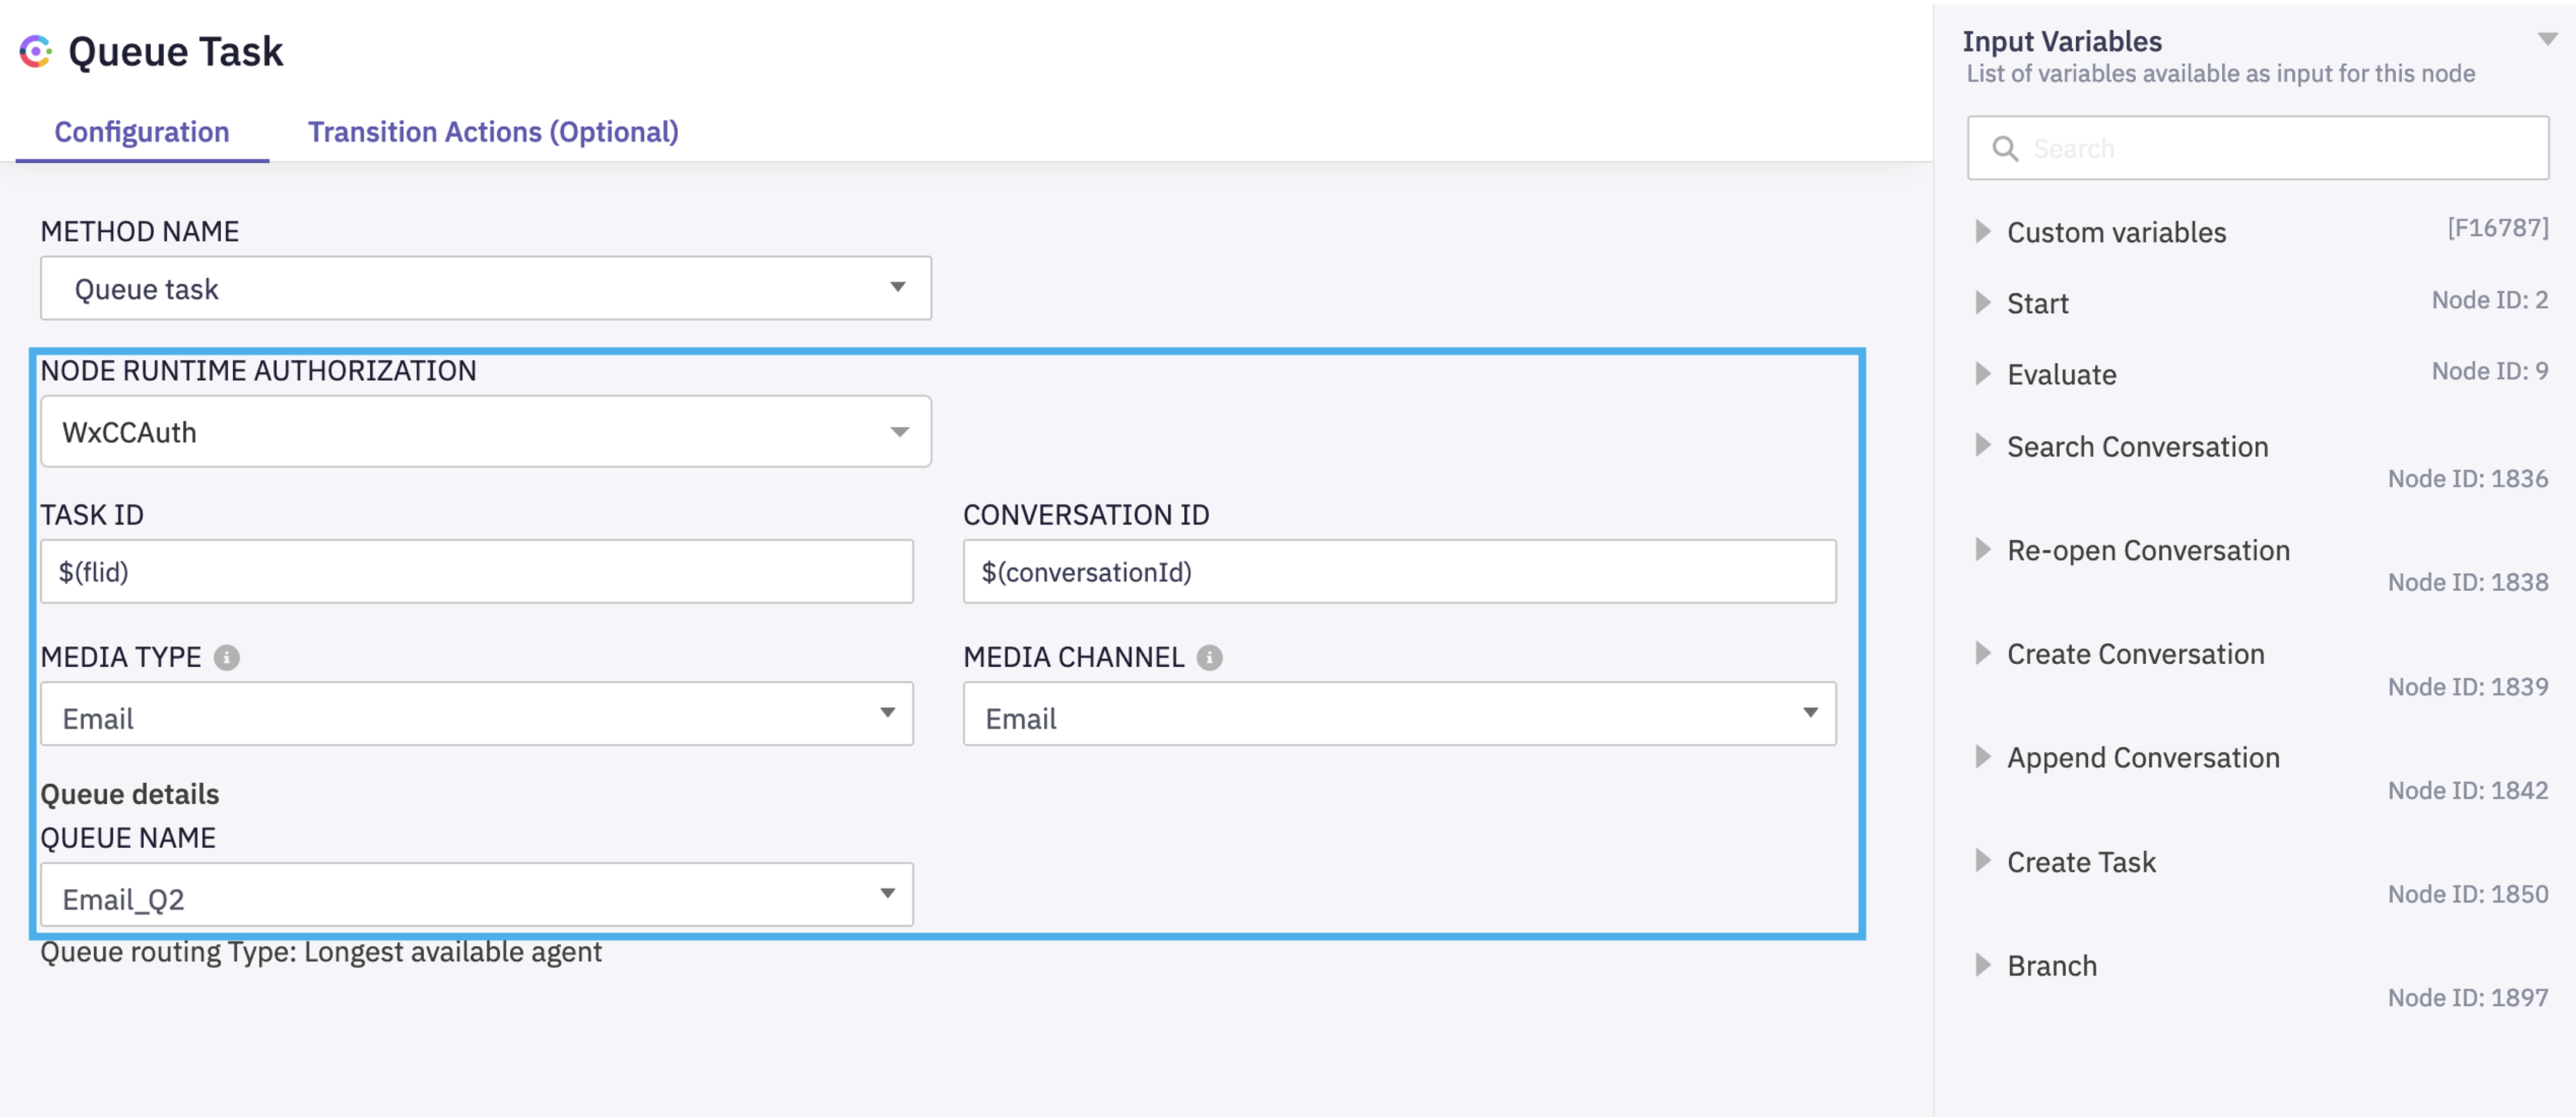 Queue Task
Configuration
Transition Actions (Optional)
METHOD NAME
Queue task
NODE RUNTIME AUTHORIZATION
WxCCAuth
TASK ID
$(flid)
CONVERSATION ID
$(conversationId)
MEDIA TYPE
Email
MEDIA CHANNEL
Email
Queue details
QUEUE NAME
Email_Q2
Queue routing Type: Longest available agent
Input Variables
List of variables available as input for this node
Search
Custom variables [F16787]
Start Node ID: 2
Evaluate Node ID: 9
Search Conversation
Node ID: 1836
Re-open Conversation
Node ID: 1838
Create Conversation
Node ID: 1839
Append Conversation
Node ID: 1842
Create Task
Node ID: 1850
Branch
Node ID: 1897